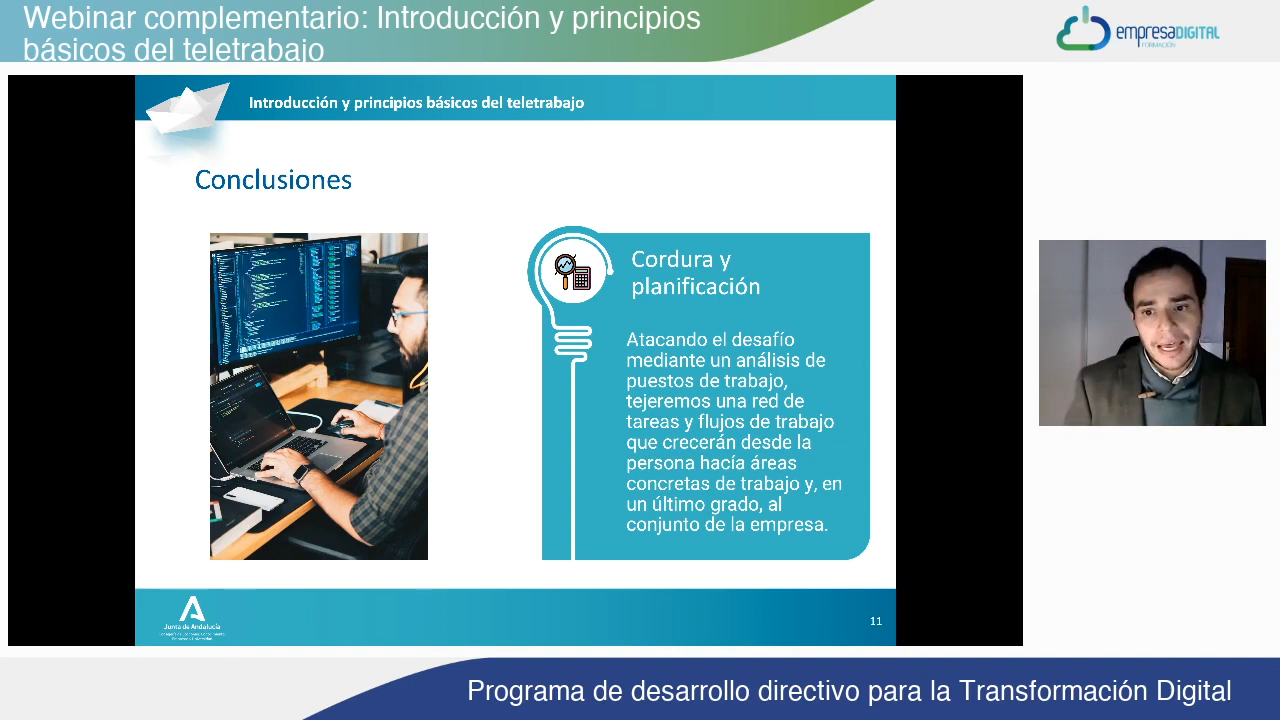 Webinar complementario: Introducción y principios
básicos del teletrabajo
empresaDIGITAL
FORMACIÓN
Introducción y principios básicos del teletrabajo
Conclusiones
Cordura y
planificación
Atacando el desafío
mediante un análisis de
puestos de trabajo,
tejeremos una red de
tareas y flujos de trabajo
que crecerán desde la
persona hacía áreas
concretas de trabajo y, en
un último grado, al
conjunto de la empresa.
Junta de Andalucía
11
Programa de desarrollo directivo para la Transformación Digital